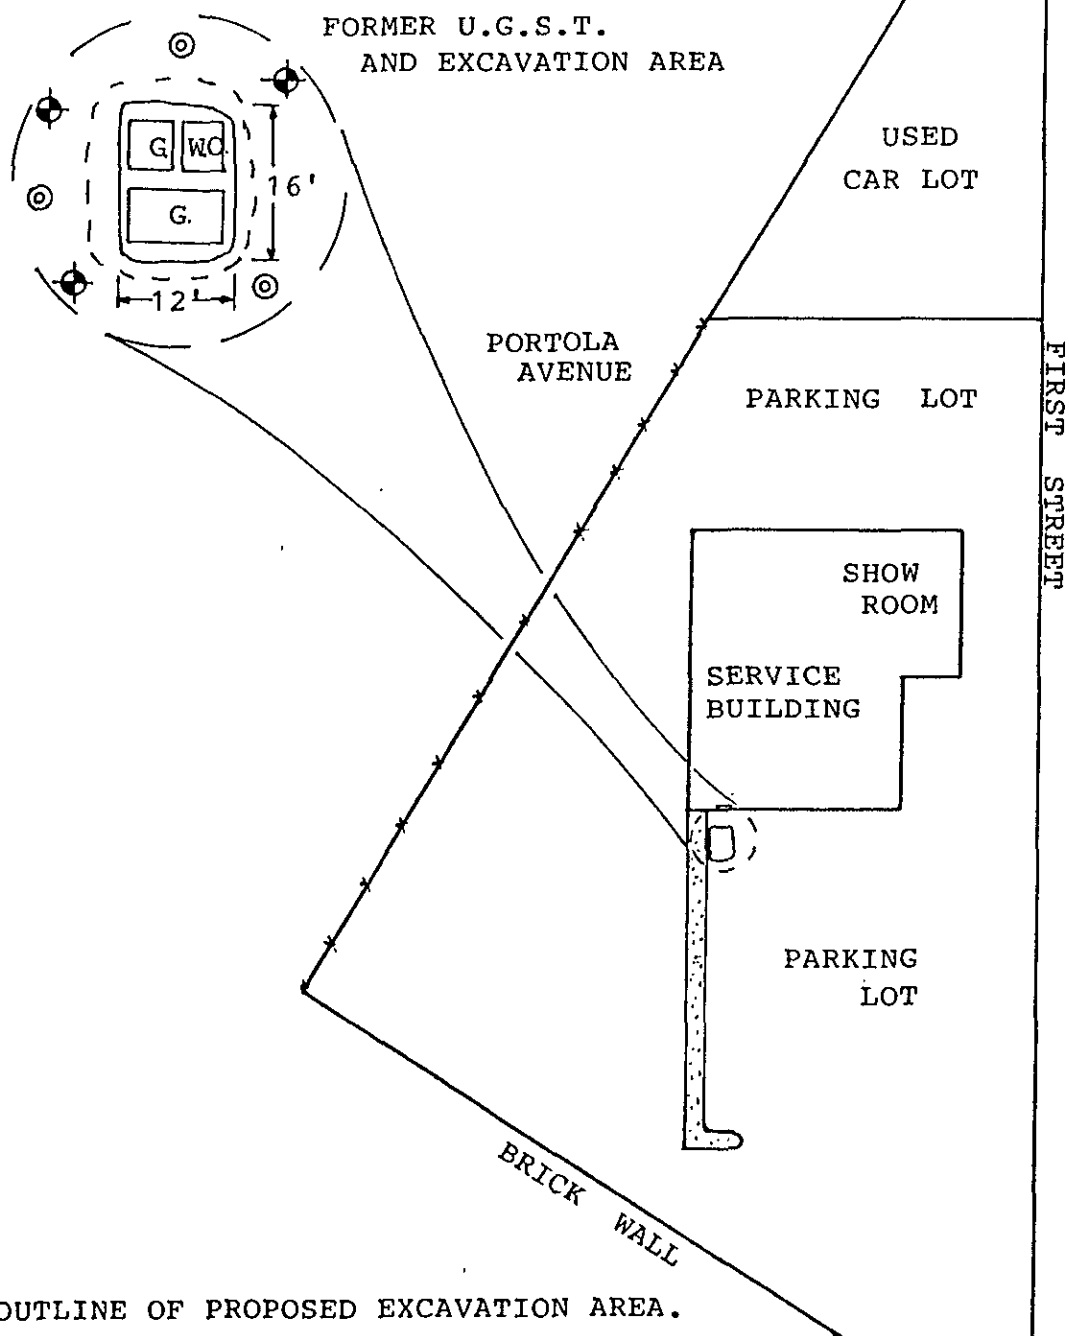 FORMER U.G.S.T.
AND EXCAVATION AREA
G.
W.O.
G.
16'
12'
USED
CAR LOT
PORTOLA
AVENUE
PARKING LOT
FIRST STREET
SHOW
ROOM
SERVICE
BUILDING
PARKING
LOT
BRICK WALL
OUTLINE OF PROPOSED EXCAVATION AREA.